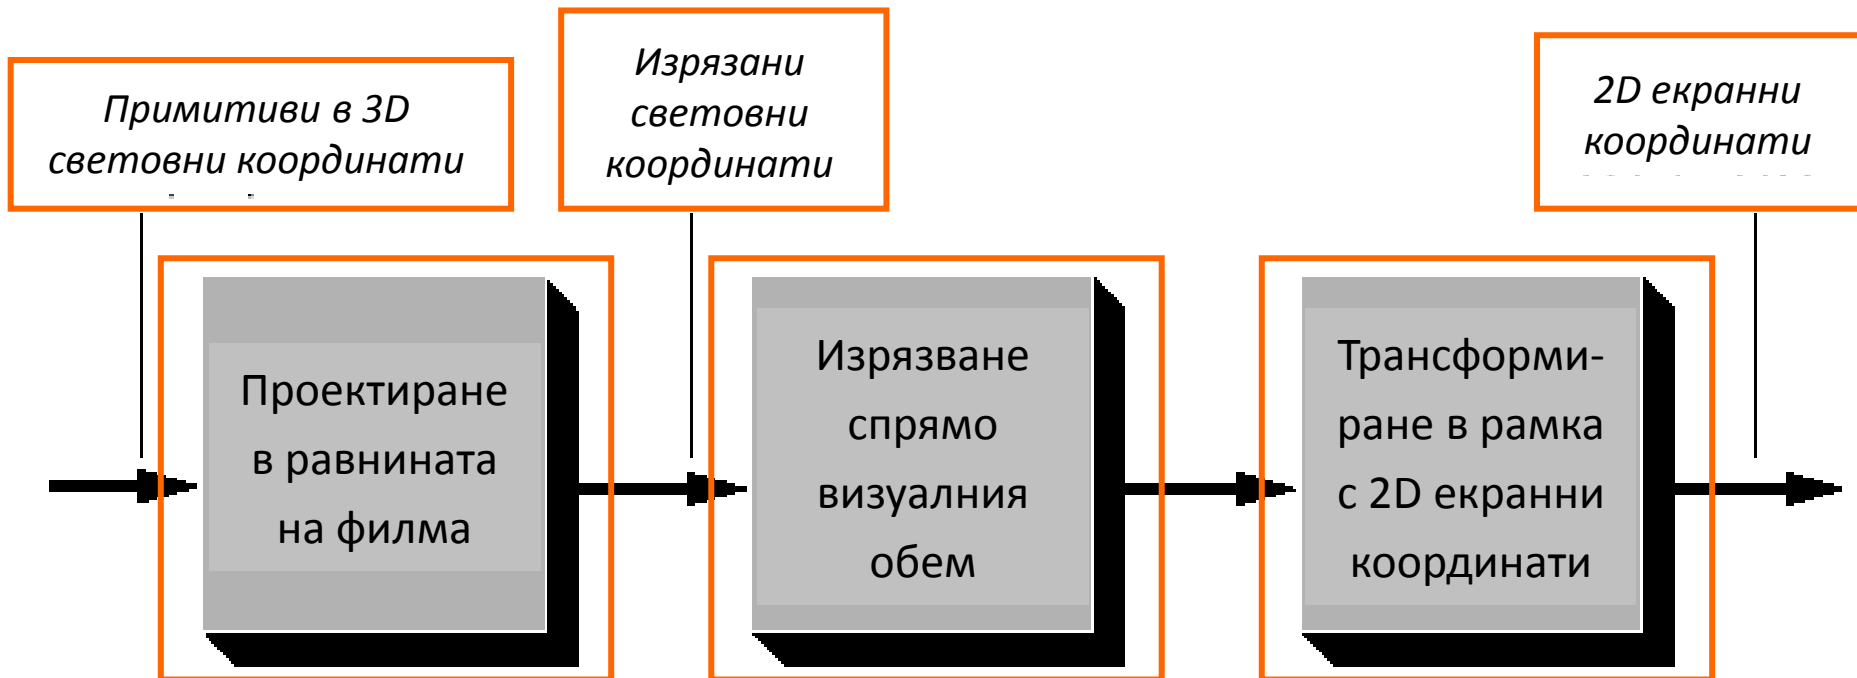 Примитиви в 3D
световни координати
Изрязани
световни
координати
2D екранни
координати
Проектиране
в равнината
на филма
Изрязване
спрямо
визуалния
обем
Трансформи-
ране в рамка
с 2D екранни
координати